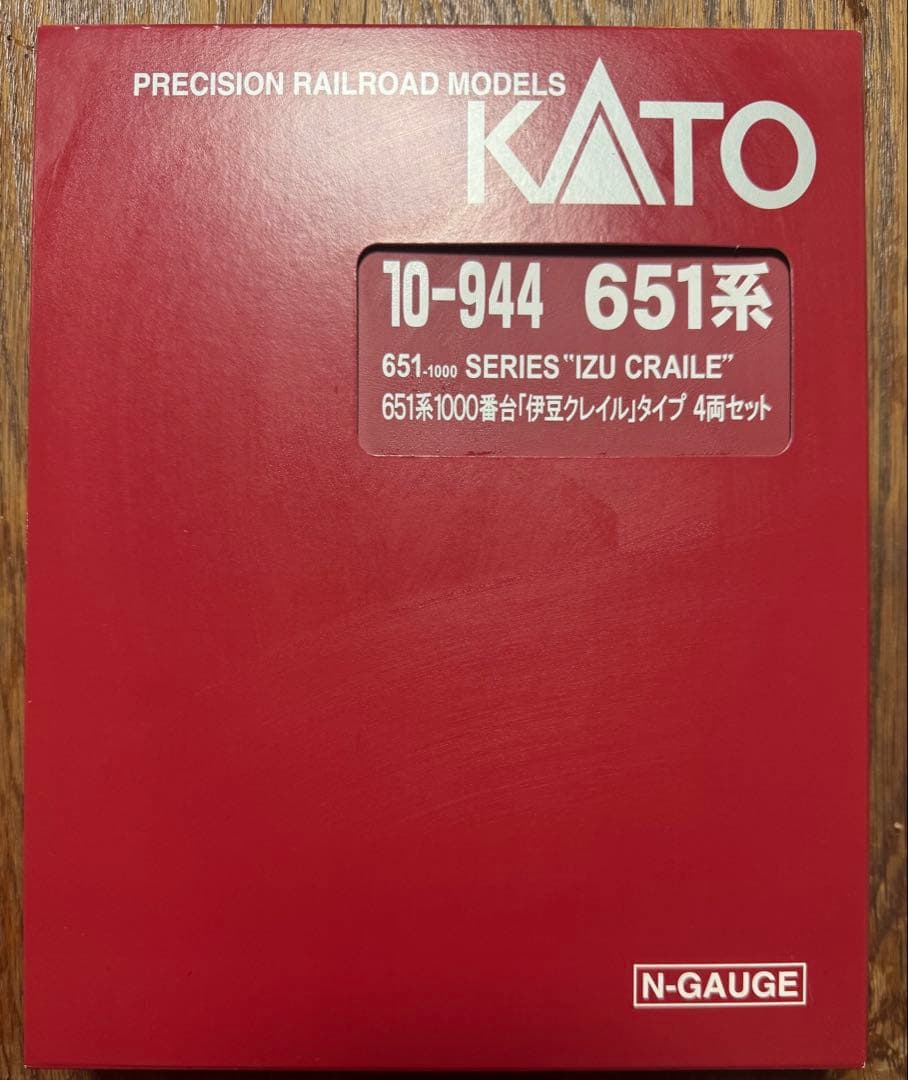 PRECISION RAILROAD MODELS
KATO
10-944 651系
651-1000 SERIES "IZU CRAILE"
651系1000番台「伊豆クレイル」タイプ 4両セット
N-GAUGE